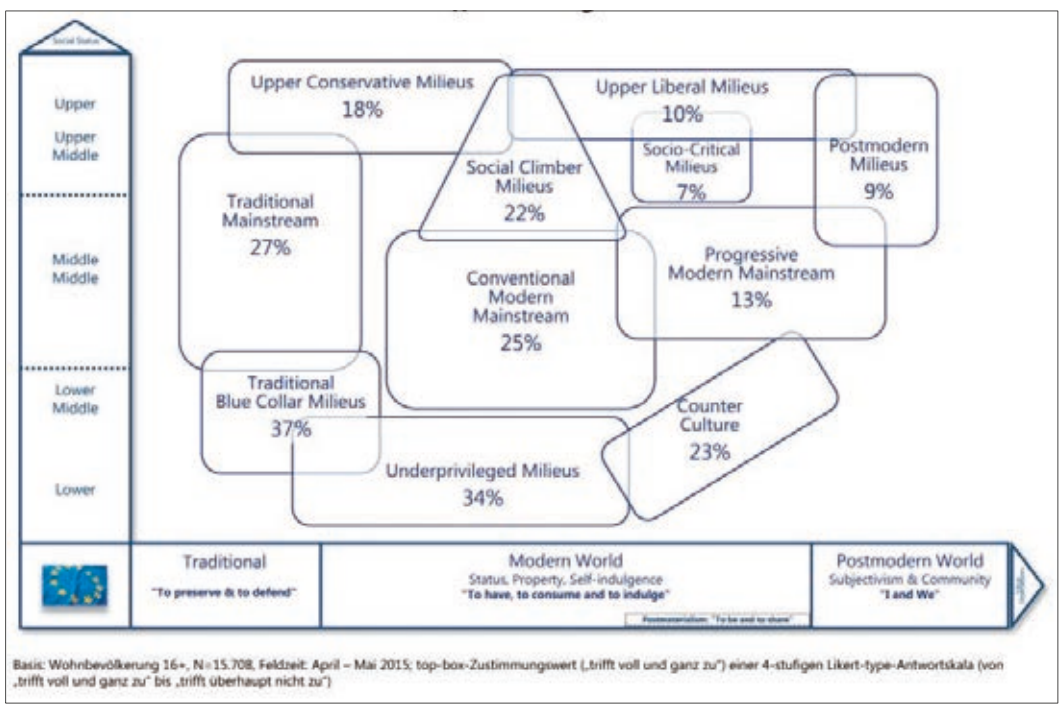 Social Status
Upper
Upper
Middle
Middle
Middle
Lower
Middle
Lower
Upper Conservative Milieus
18%
Upper Liberal Milieus
10%
Socio-Critical
Milieus
7%
Postmodern
Milieus
9%
Social Climber
Milieus
22%
Traditional
Mainstream
27%
Conventional
Modern
Mainstream
25%
Progressive
Modern Mainstream
13%
Traditional
Blue Collar Milieus
37%
Counter
Culture
23%
Underprivileged Milieus
34%
Traditional
"To preserve & to defend"
Modern World
Status, Property, Self-indulgence
"To have, to consume and to indulge"
Postmaterialism: "To be and to share"
Postmodern World
Subjectivism & Community
"I and We"
Basis: Wohnbevölkerung 16+, N=15.708, Feldzeit: April – Mai 2015; top-box-Zustimmungswert („trifft voll und ganz zu“) einer 4-stufigen Likert-type-Antwortskala (von
„trifft voll und ganz zu“ bis „trifft überhaupt nicht zu“)